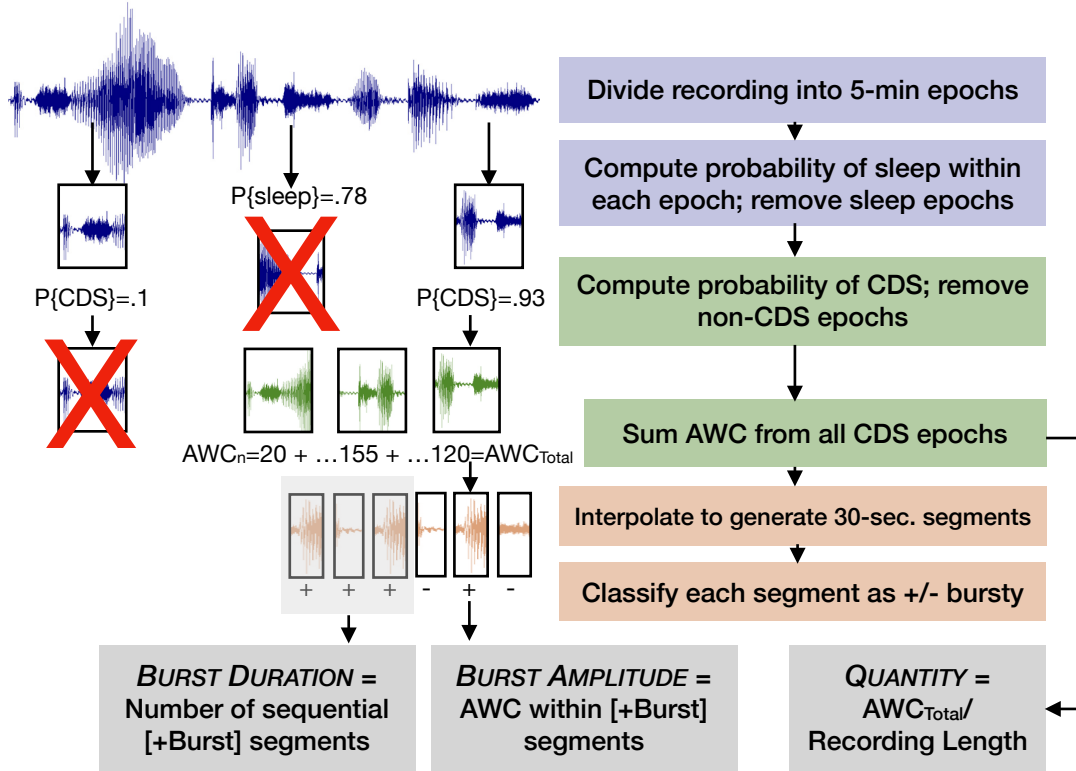 Divide recording into 5-min epochs
Compute probability of sleep within
each epoch; remove sleep epochs
P{sleep}=.78
Compute probability of CDS; remove
non-CDS epochs
P{CDS}=.1
P{CDS}=.93
Sum AWC from all CDS epochs
AWCn=20 + …155 + …120=AWCTotal
Interpolate to generate 30-sec. segments
Classify each segment as +/- bursty
+ + + - + -
BURST DURATION =
Number of sequential
[+Burst] segments
BURST AMPLITUDE =
AWC within [+Burst]
segments
QUANTITY =
AWCTotal/
Recording Length